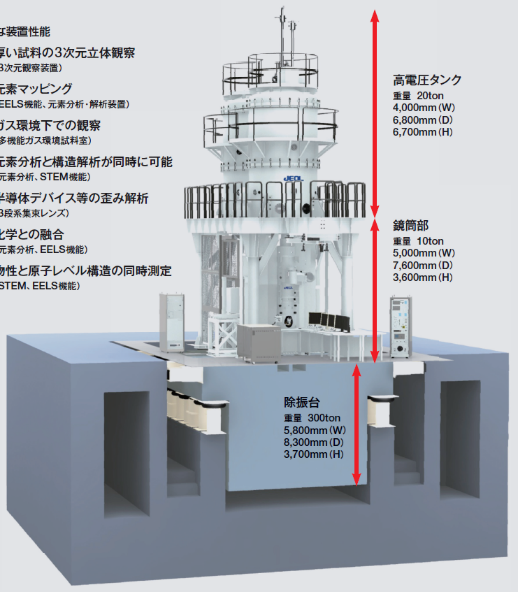 な装置性能
厚い試料の3次元立体観察
3次元観察装置)
元素マッピング
EELS機能、元素分析・解析装置)
ガス環境下での観察
多機能ガス環境試料室)
元素分析と構造解析が同時に可能
元素分析、STEM機能)
半導体デバイス等の歪み解析
3段系集束レンズ)
化学との融合
元素分析、EELS機能)
物性と原子レベル構造の同時測定
STEM、EELS機能)
高電圧タンク
重量 20ton
4,000mm(W)
6,800mm(D)
6,700mm(H)
JEOL
鏡筒部
重量 10ton
5,000mm(W)
7,600mm(D)
3,600mm(H)
除振台
重量 300ton
5,800mm(W)
8,300mm(D)
3,700mm(H)